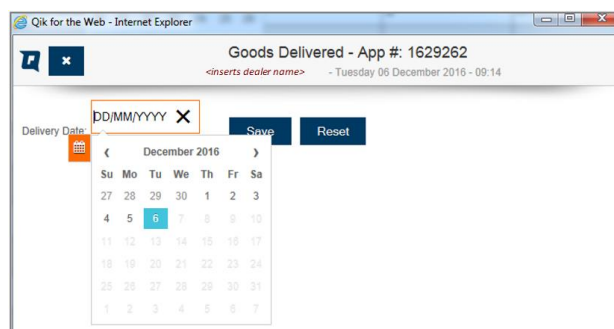 Qik for the Web - Internet Explorer
Goods Delivered - App #: 1629262
<inserts dealer name> - Tuesday 06 December 2016 - 09:14
Delivery Date: DD/MM/YYYY Save Reset
December 2016
Su Mo Tu We Th Fr Sa
27 28 29 30 1 2 3
4 5 6 7 8 9 10
11 12 13 14 15 16 17
18 19 20 21 22 23 24
25 26 27 28 29 30 31
1 2 3 4 5 6 7